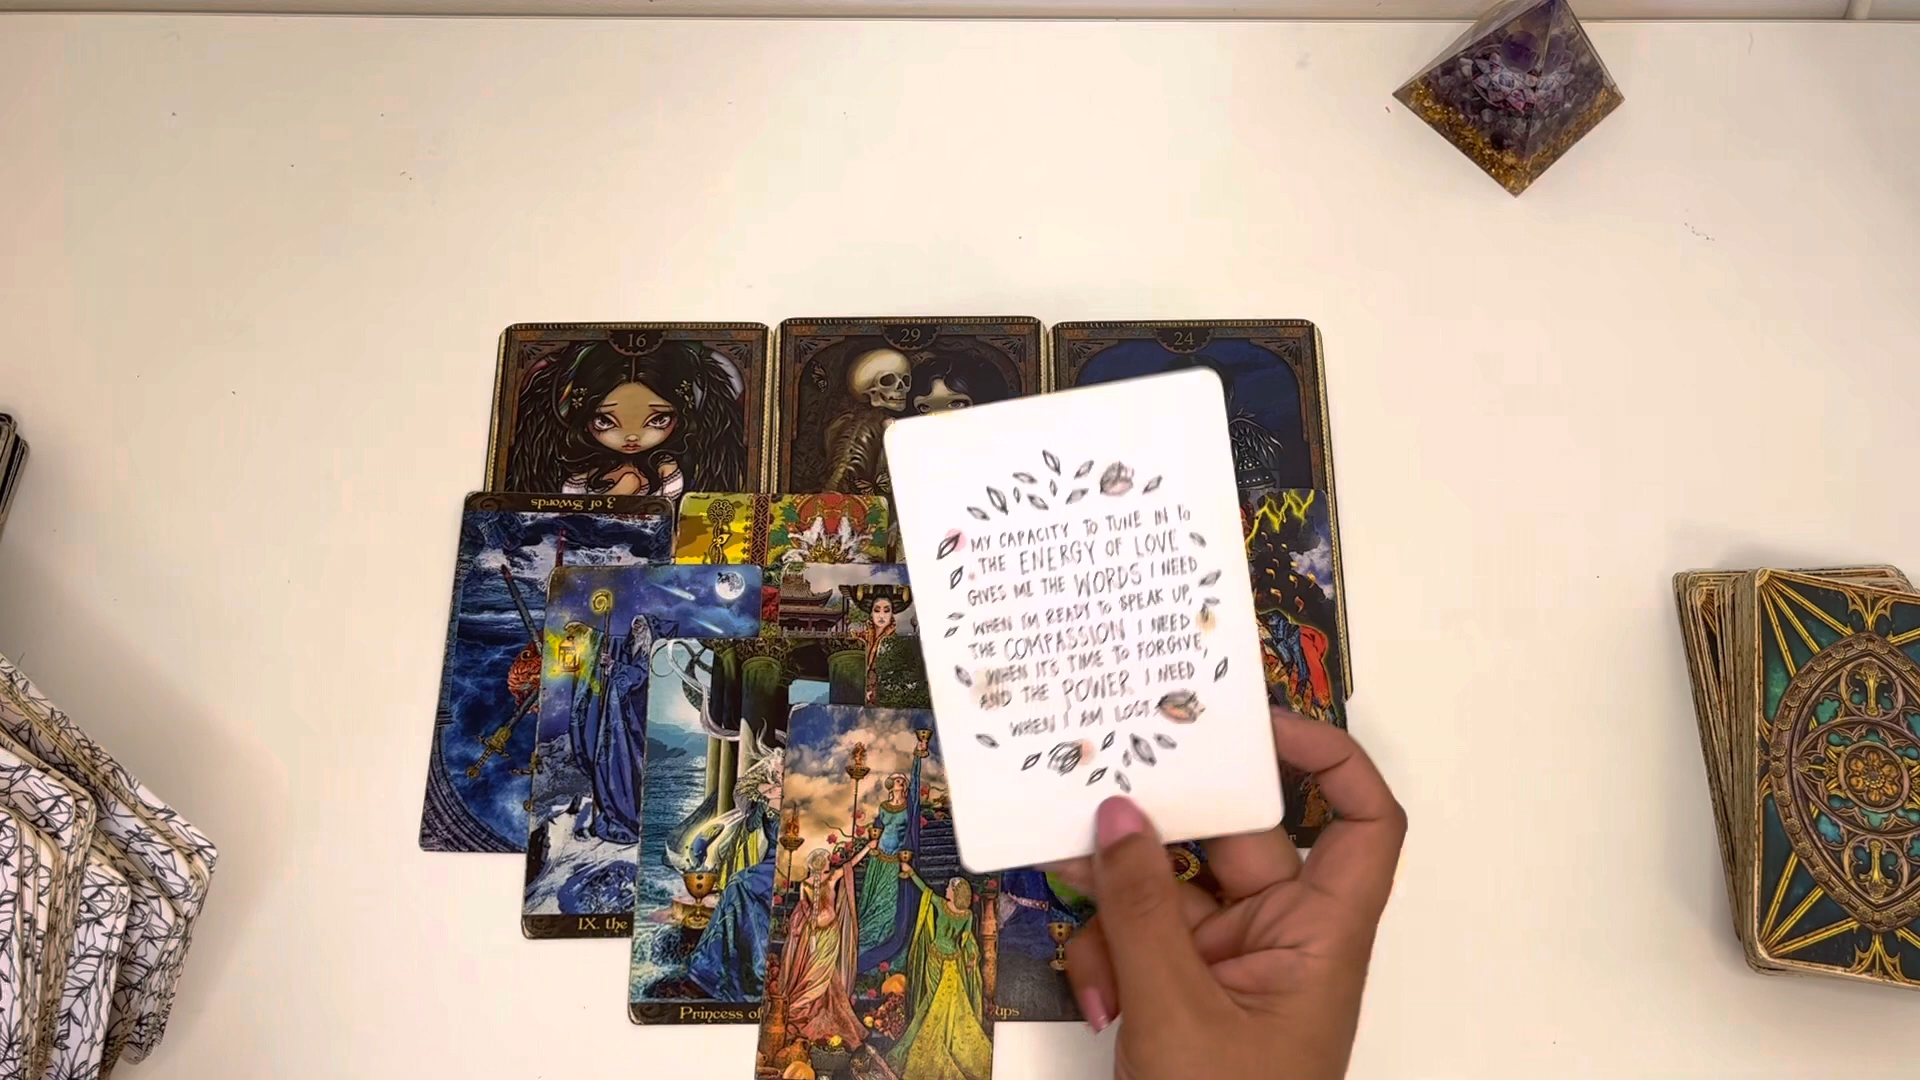 16
29
24
3 of Swords
MY CAPACITY TO TUNE IN TO
THE ENERGY OF LOVE
GIVES ME THE WORDS I NEED
WHEN I'M READY TO SPEAK UP,
THE COMPASSION I NEED
WHEN IT'S TIME TO FORGIVE,
AND THE POWER I NEED
WHEN I AM LOST.
IX. the
Princess of
ups